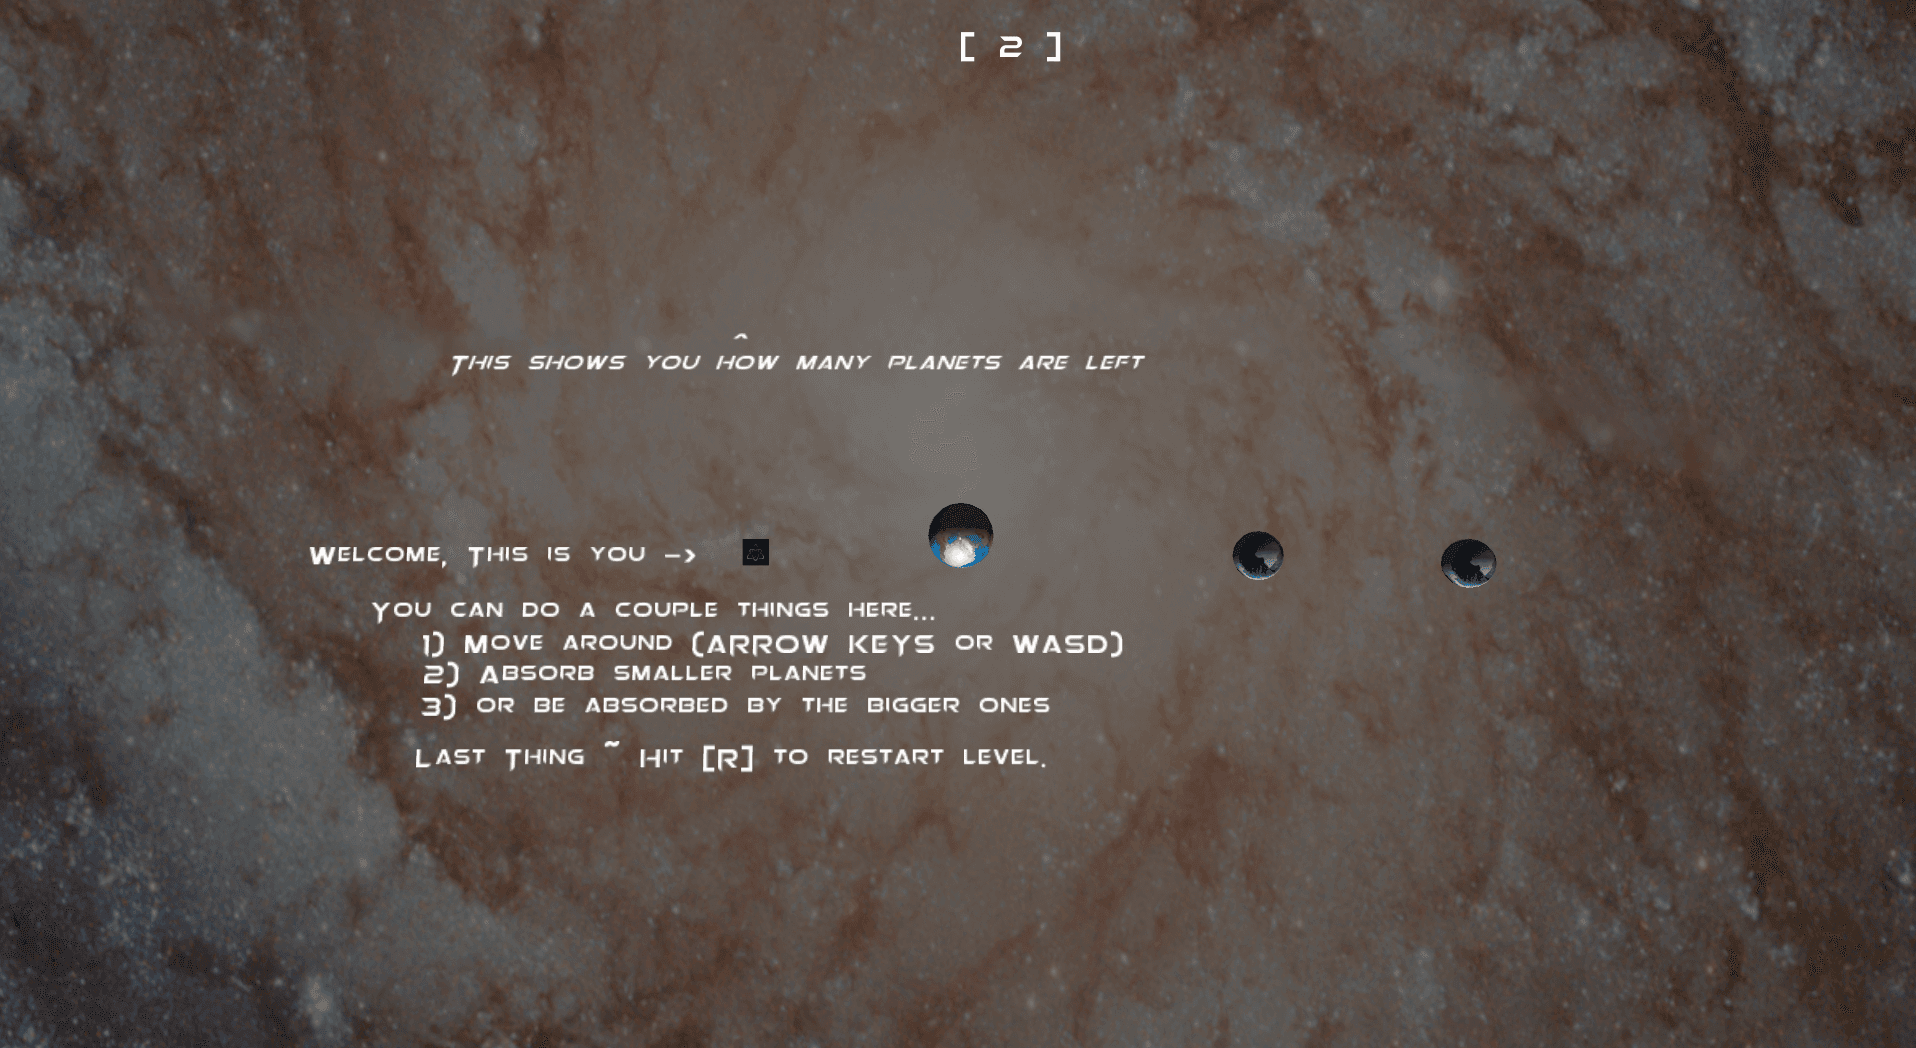 [ 2 ]
^
This shows you how many planets are left
Welcome, This is you ->
You can do a couple things here...
1) Move around (ARROW KEYS or WASD)
2) Absorb smaller planets
3) or be absorbed by the bigger ones
Last Thing ~ Hit [R] to restart level.